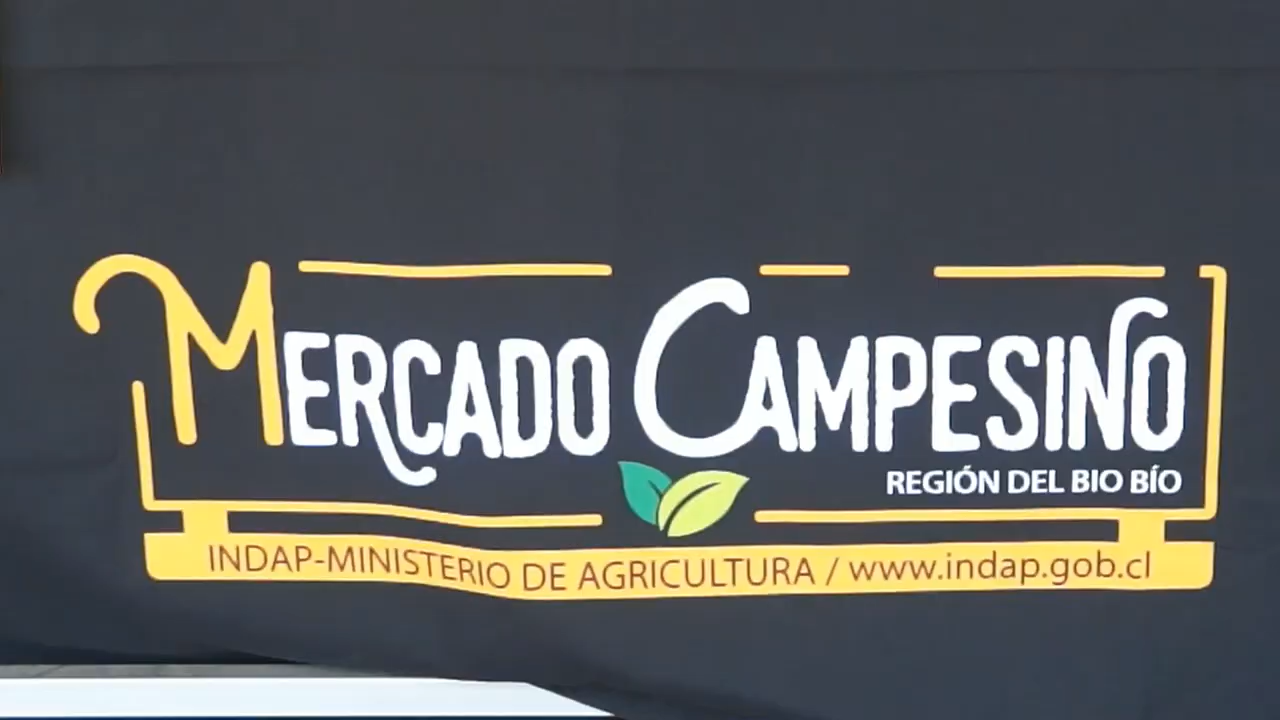 MERCADO CAMPESINO
REGIÓN DEL BIO BÍO
INDAP-MINISTERIO DE AGRICULTURA / www.indap.gob.cl